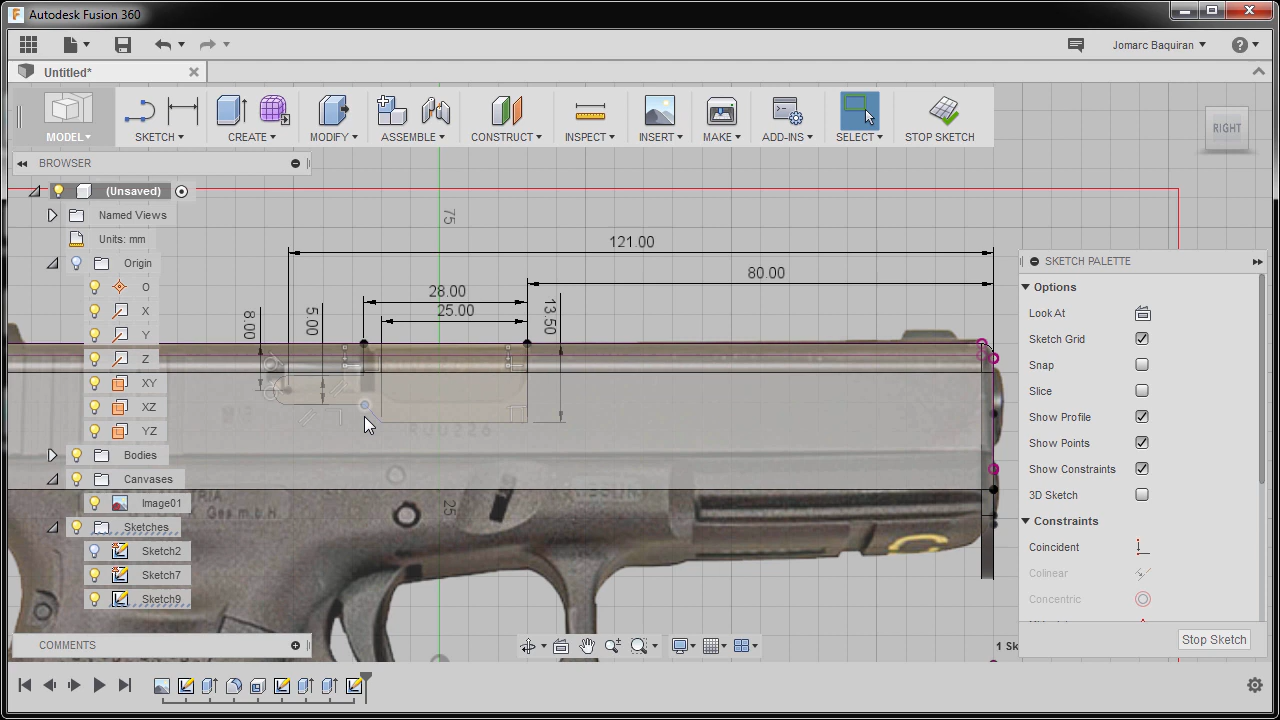 Autodesk Fusion 360
Jomarc Baquiran
Untitled*
MODEL
SKETCH
CREATE
MODIFY
ASSEMBLE
CONSTRUCT
INSPECT
INSERT
MAKE
ADD-INS
SELECT
STOP SKETCH
RIGHT
BROWSER
(Unsaved)
Named Views
Units: mm
Origin
O
X
Y
Z
XY
XZ
YZ
Bodies
Canvases
Image01
Sketches
Sketch2
Sketch7
Sketch9
75
121.00
80.00
28.00
25.00
13.50
8.00
5.00
25
SKETCH PALETTE
Options
Look At
Sketch Grid
Snap
Slice
Show Profile
Show Points
Show Constraints
3D Sketch
Constraints
Coincident
Colinear
Concentric
Stop Sketch
COMMENTS
1 Sk